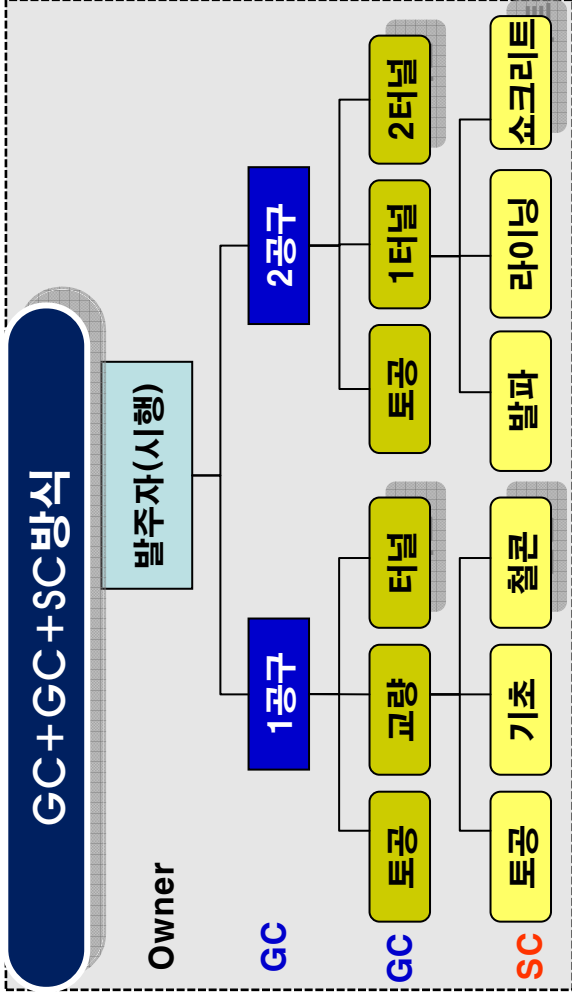 GC+GC+SC방식
Owner
발주자(시행)
GC
1공구
2공구
GC
토공
교량
터널
토공
1터널
2터널
SC
토공
기초
철콘
발파
라이닝
쇼크리트